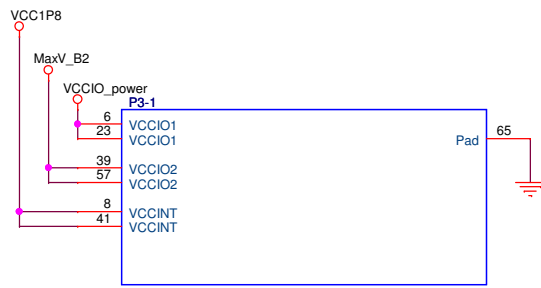 VCC1P8
MaxV_B2
VCCIO_power
P3-1
6 VCCIO1
23 VCCIO1
Pad 65
39 VCCIO2
57 VCCIO2
8 VCCINT
41 VCCINT